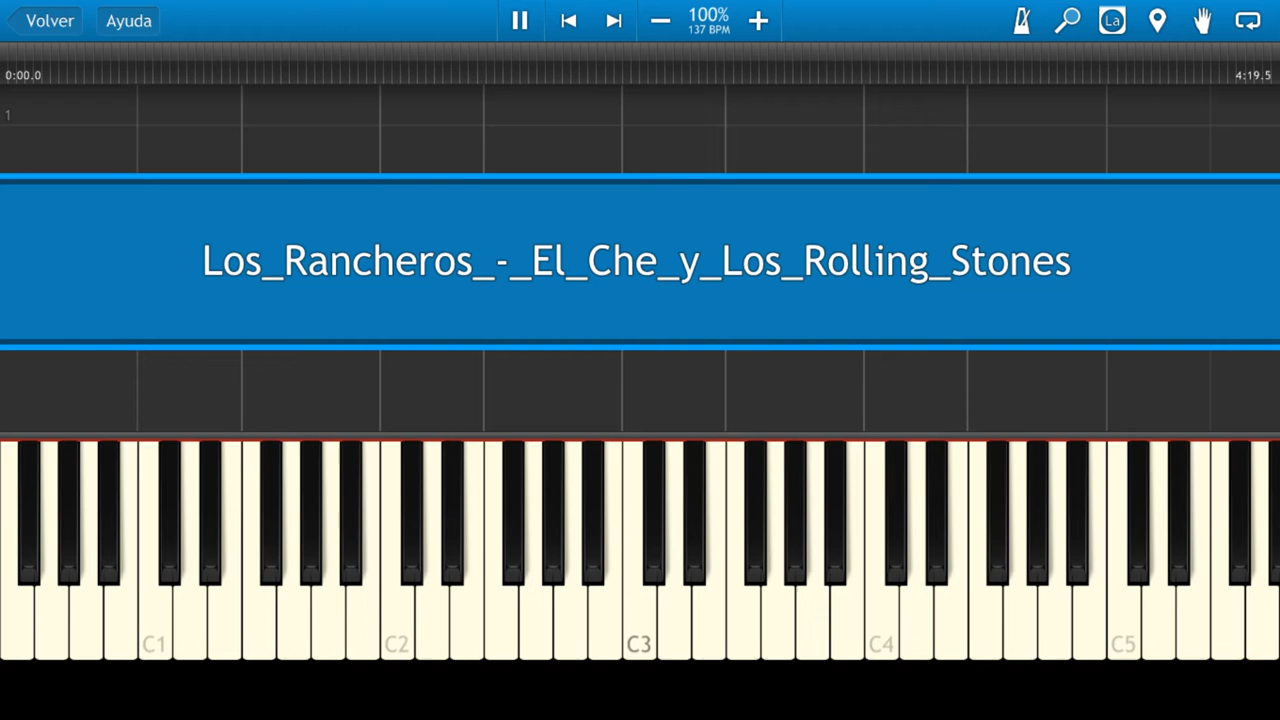 Volver Ayuda 100% La
137 BPM
0:00.0 4:19.5
1
Los_Rancheros_-_El_Che_y_Los_Rolling_Stones
C1 C2 C3 C4 C5